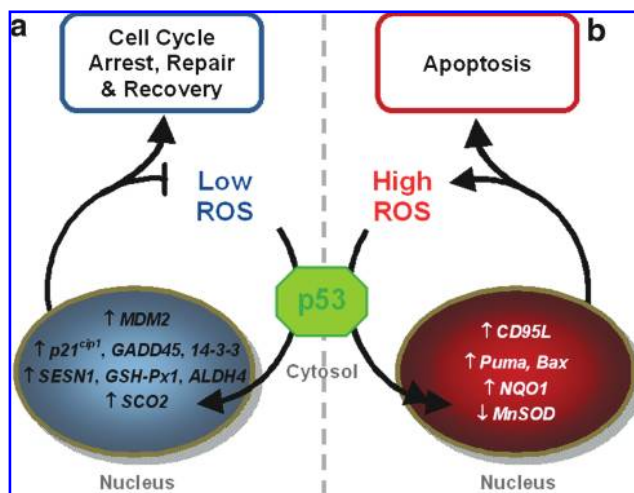 a
Cell Cycle
Arrest, Repair
& Recovery
Low
ROS
↑ MDM2
↑ p21cip1, GADD45, 14-3-3
↑ SESN1, GSH-Px1, ALDH4
↑ SCO2
Nucleus
p53
Cytosol
b
Apoptosis
High
ROS
↑ CD95L
↑ Puma, Bax
↑ NQO1
↓ MnSOD
Nucleus